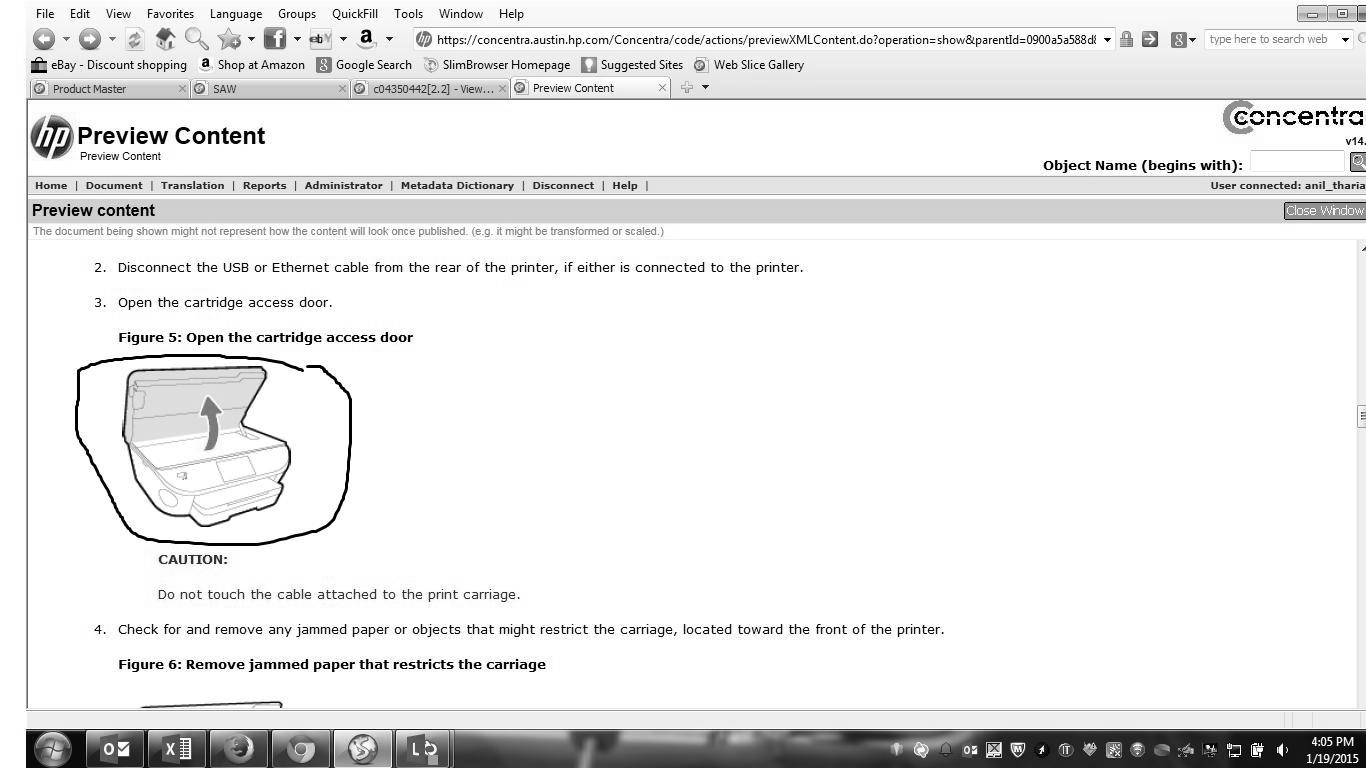 File Edit View Favorites Language Groups QuickFill Tools Window Help
https://concentra.austin.hp.com/Concentra/code/actions/previewXMLContent.do?operation=show&parentId=0900a5a588d8
type here to search web
eBay - Discount shopping Shop at Amazon Google Search SlimBrowser Homepage Suggested Sites Web Slice Gallery
Product Master SAW c04350442[2.2] - View... Preview Content
hp Preview Content
Preview Content
concentra
v14.
Object Name (begins with):
Home | Document | Translation | Reports | Administrator | Metadata Dictionary | Disconnect | Help |
User connected: anil_tharia
Preview content
Close Window
The document being shown might not represent how the content will look once published. (e.g. it might be transformed or scaled.)
2. Disconnect the USB or Ethernet cable from the rear of the printer, if either is connected to the printer.
3. Open the cartridge access door.
Figure 5: Open the cartridge access door
CAUTION:
Do not touch the cable attached to the print carriage.
4. Check for and remove any jammed paper or objects that might restrict the carriage, located toward the front of the printer.
Figure 6: Remove jammed paper that restricts the carriage
4:05 PM
1/19/2015